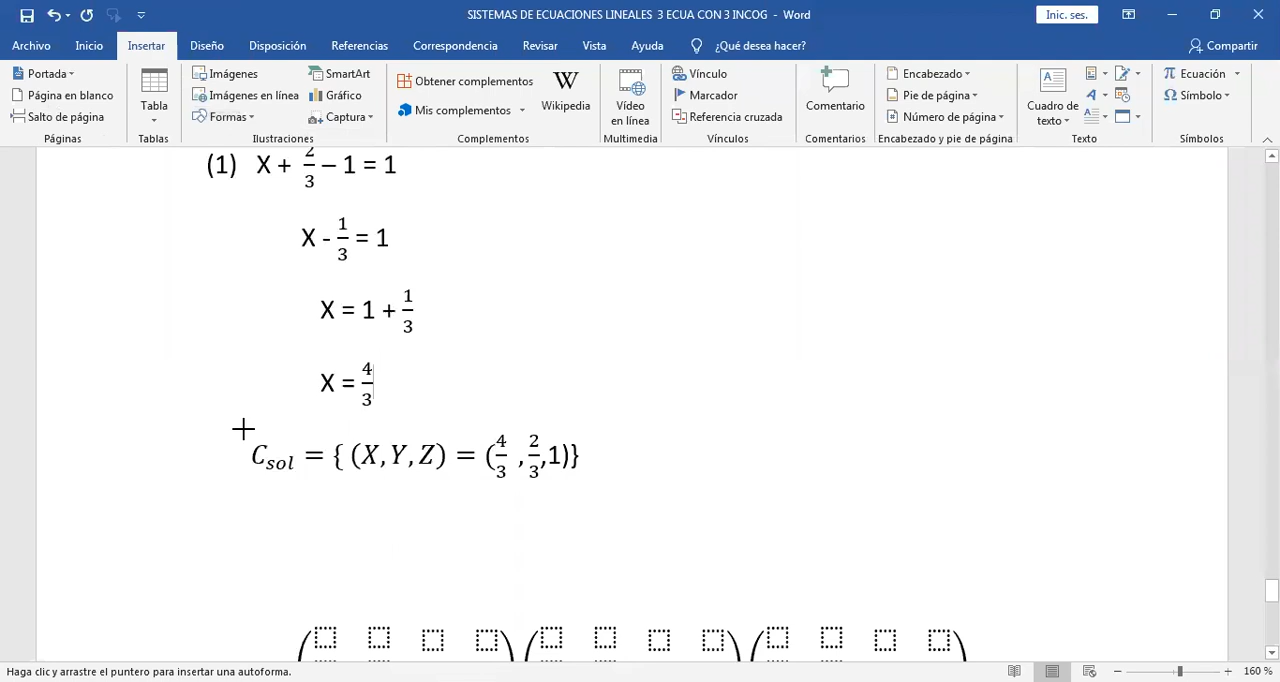 SISTEMAS DE ECUACIONES LINEALES 3 ECUA CON 3 INCOG - Word
Inic. ses.
Archivo Inicio Insertar Diseño Disposición Referencias Correspondencia Revisar Vista Ayuda ¿Qué desea hacer? Compartir
Portada
Página en blanco
Salto de página
Páginas
Tabla
Tablas
Imágenes
Imágenes en línea
Formas
SmartArt
Gráfico
Captura
Ilustraciones
Obtener complementos
Mis complementos
W
Wikipedia
Complementos
Vídeo en línea
Multimedia
Vínculo
Marcador
Referencia cruzada
Vínculos
Comentario
Comentarios
Encabezado
Pie de página
Número de página
Encabezado y pie de página
A
Cuadro de texto
Texto
π Ecuación
Ω Símbolo
Símbolos
(1) X + 2/3 – 1 = 1
X - 1/3 = 1
X = 1 + 1/3
X = 4/3
C_sol = { (X, Y, Z) = (4/3 , 2/3,1)}
Haga clic y arrastre el puntero para insertar una autoforma.
160 %